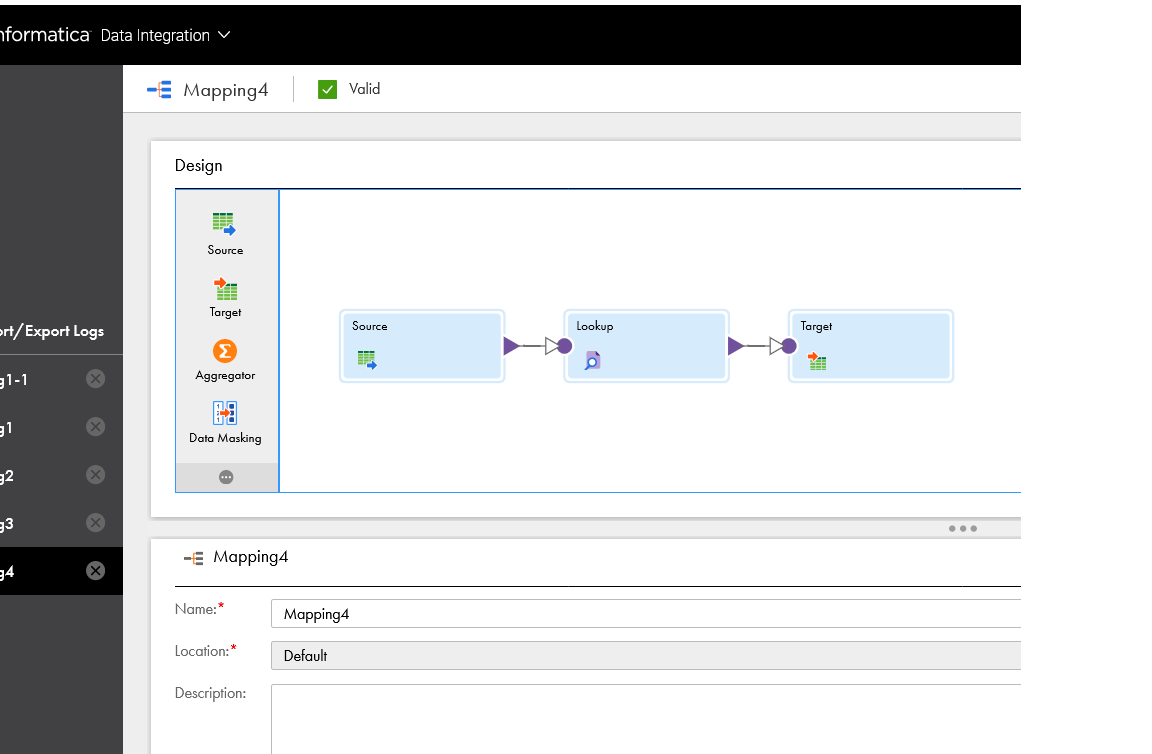 nformatica Data Integration
Mapping4 Valid
Design
Source
Target
Aggregator
Data Masking
Source
Lookup
Target
ort/Export Logs
g1-1
g1
g2
g3
g4
Mapping4
Name:* Mapping4
Location:* Default
Description: